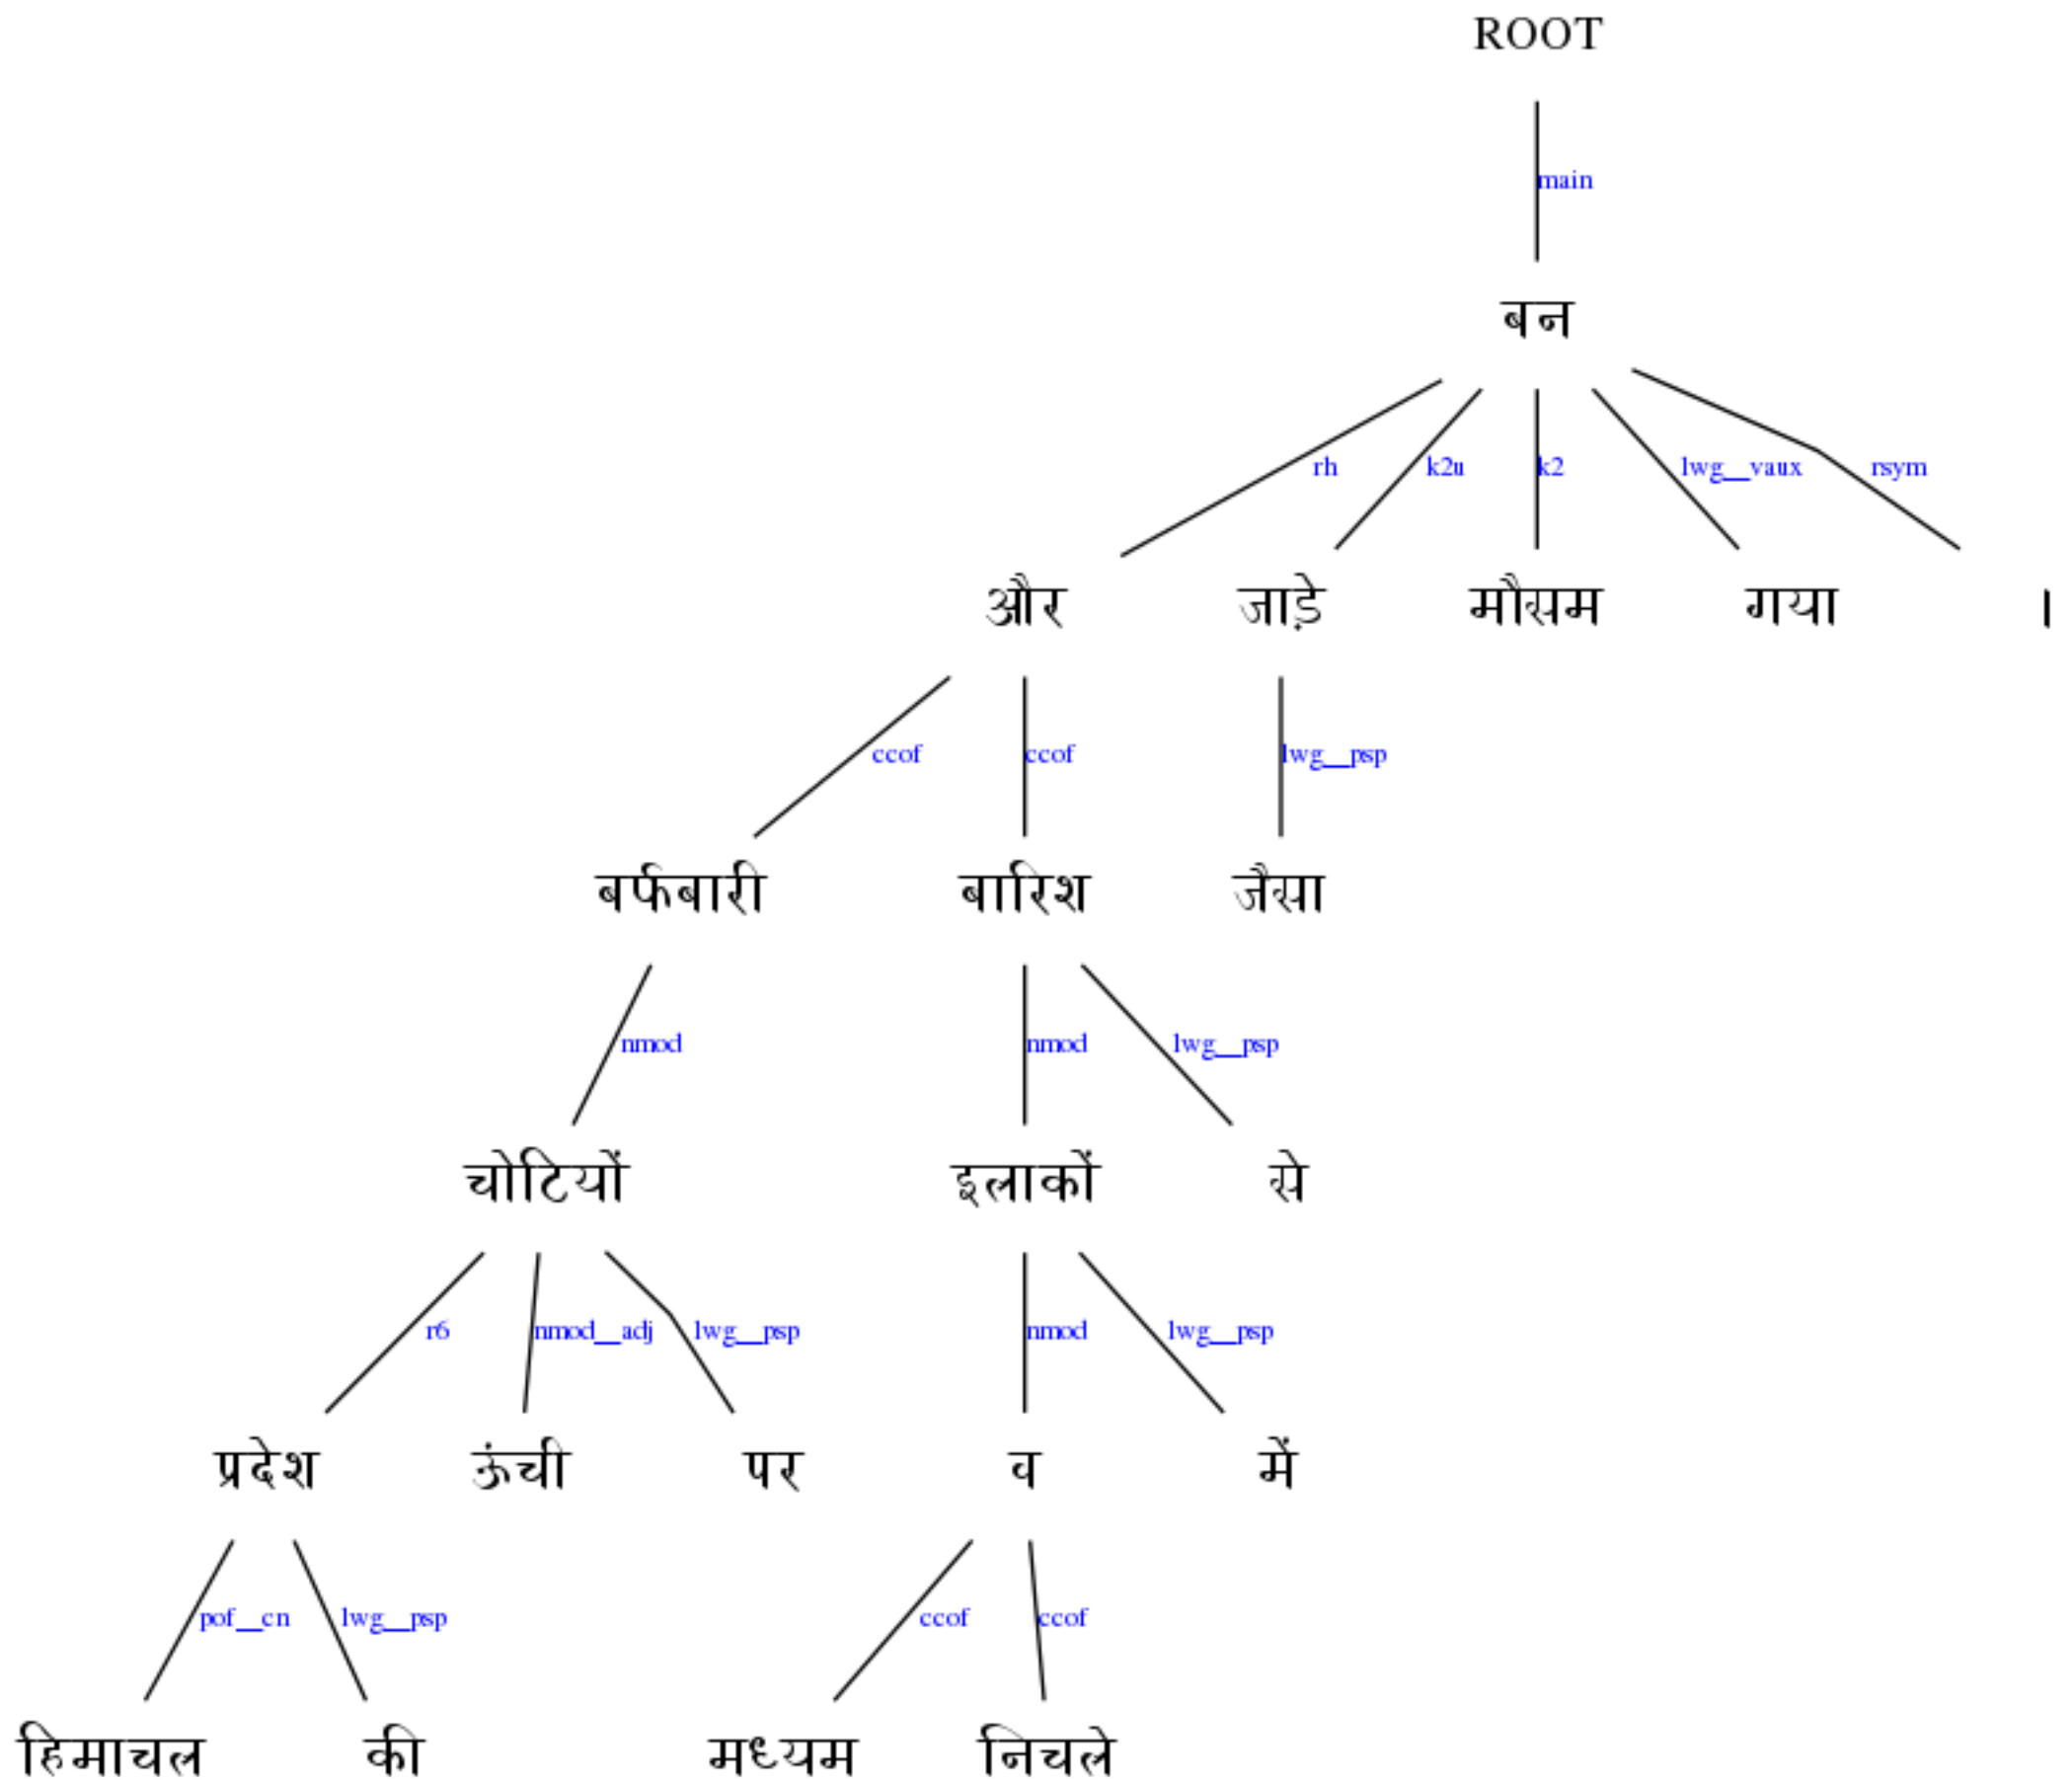 ROOT
main
बन
rh k2u k2 lwg__vaux rsym
और जाड़े मौसम गया ।
ccof ccof lwg__psp
बर्फबारी बारिश जैसा
nmod nmod lwg__psp
चोटियों इलाकों से
r6 nmod__adj lwg__psp nmod lwg__psp
प्रदेश ऊंची पर व में
pof__cn lwg__psp ccof ccof
हिमाचल की मध्यम निचले